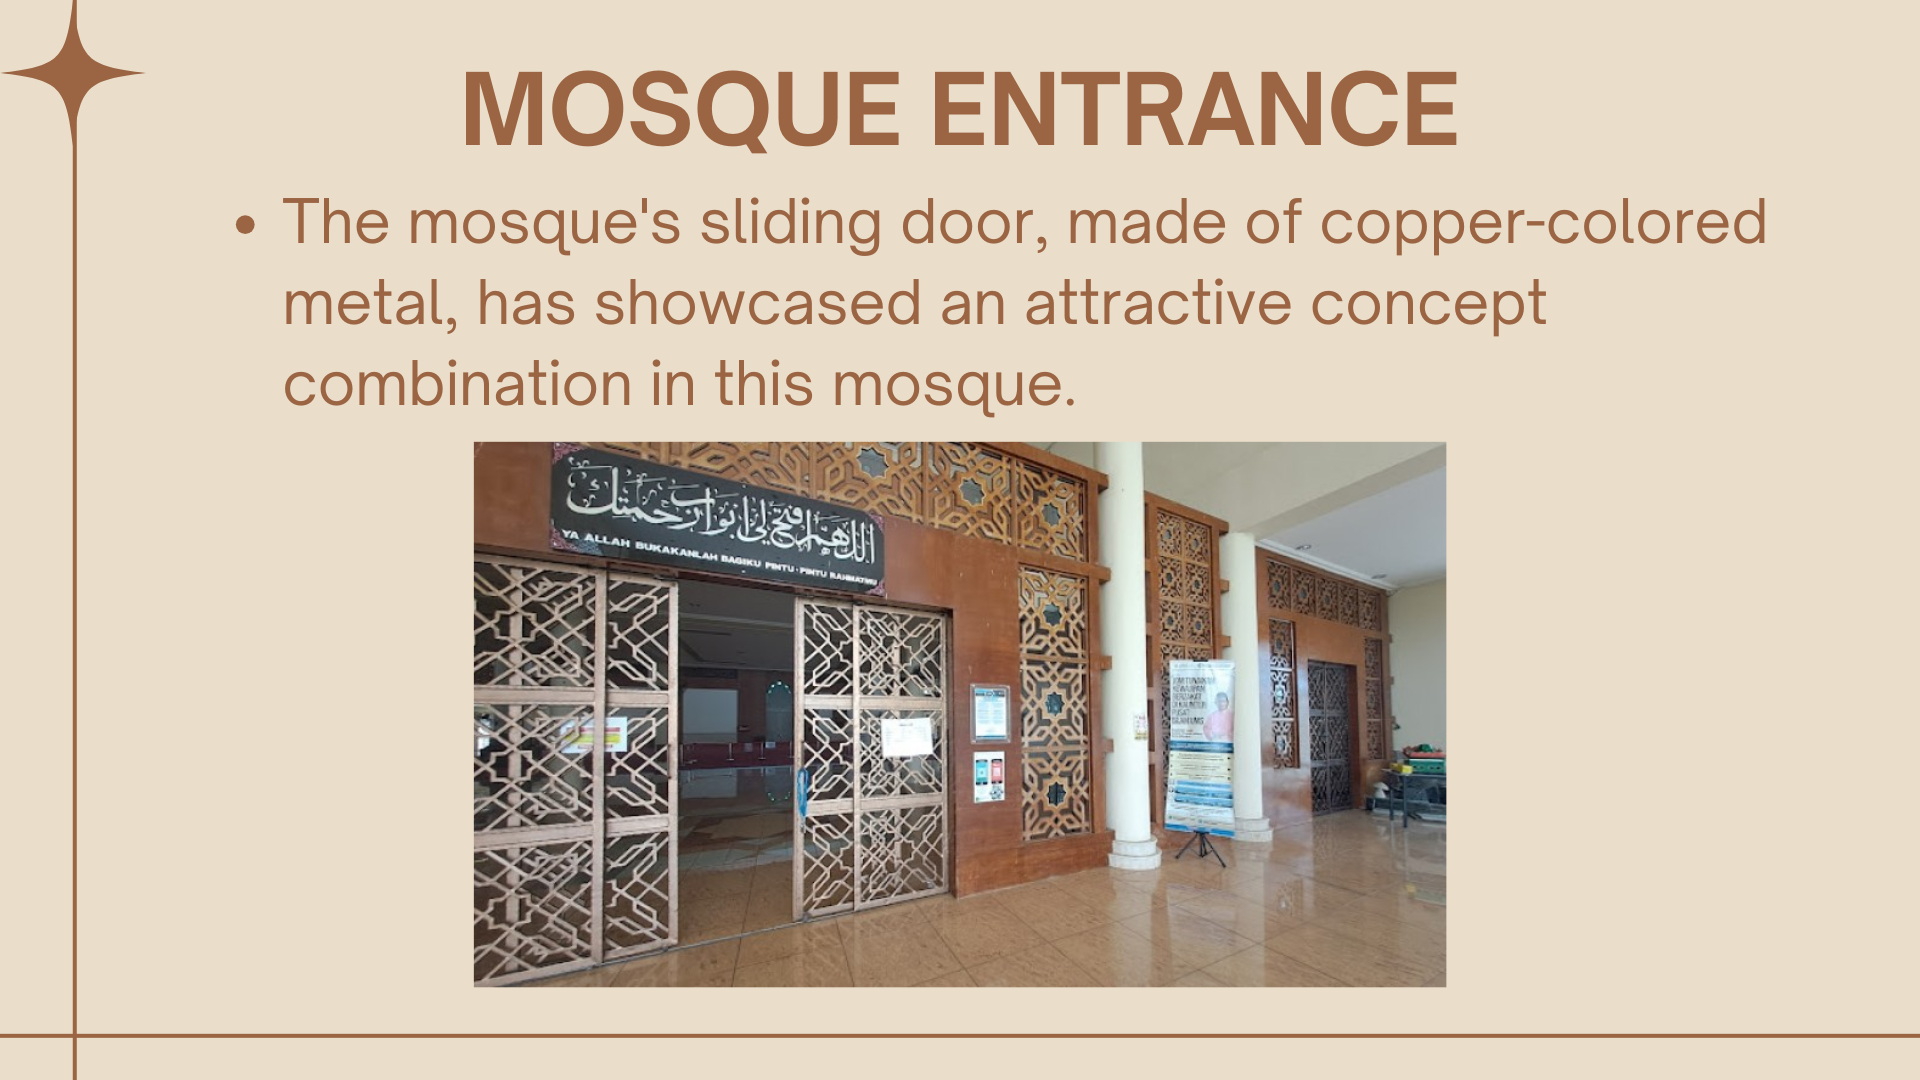 MOSQUE ENTRANCE
• The mosque's sliding door, made of copper-colored
metal, has showcased an attractive concept
combination in this mosque.
اللهم افتح لي ابواب رحمتك
YA ALLAH BUKAKANLAH BAGIKU PINTU - PINTU RAHMATMU